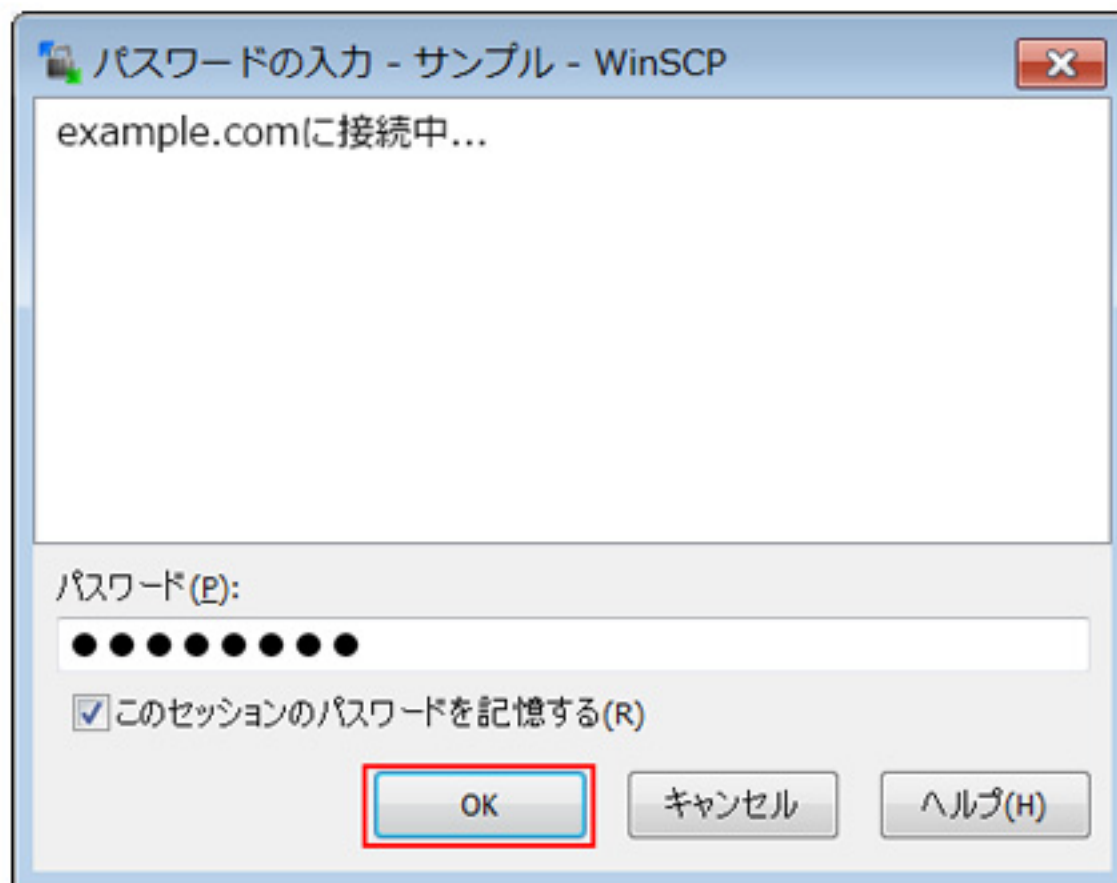 パスワードの入力 - サンプル - WinSCP
example.comに接続中...
パスワード(P):
●●●●●●●●
このセッションのパスワードを記憶する(R)
OK キャンセル ヘルプ(H)